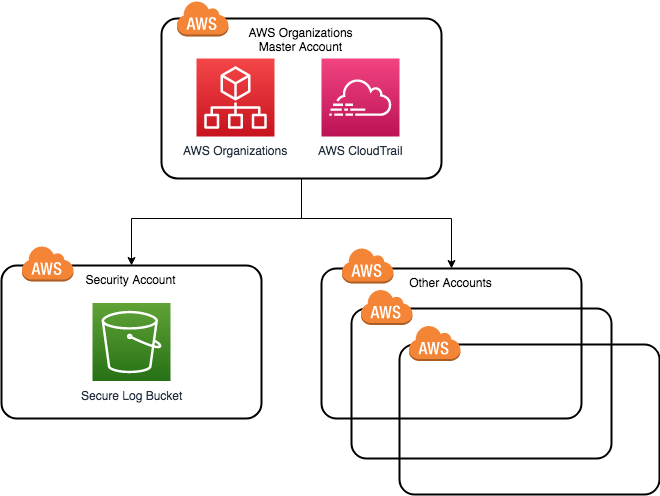 AWS
AWS Organizations
Master Account
AWS Organizations
AWS CloudTrail
AWS
Security Account
Secure Log Bucket
AWS
Other Accounts
AWS
AWS